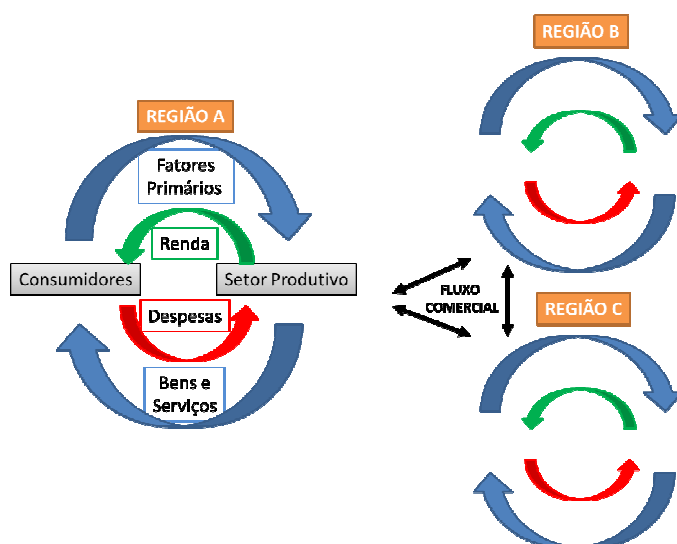 REGIÃO A
Fatores
Primários
Renda
Consumidores
Setor Produtivo
Despesas
Bens e
Serviços
REGIÃO B
FLUXO
COMERCIAL
REGIÃO C